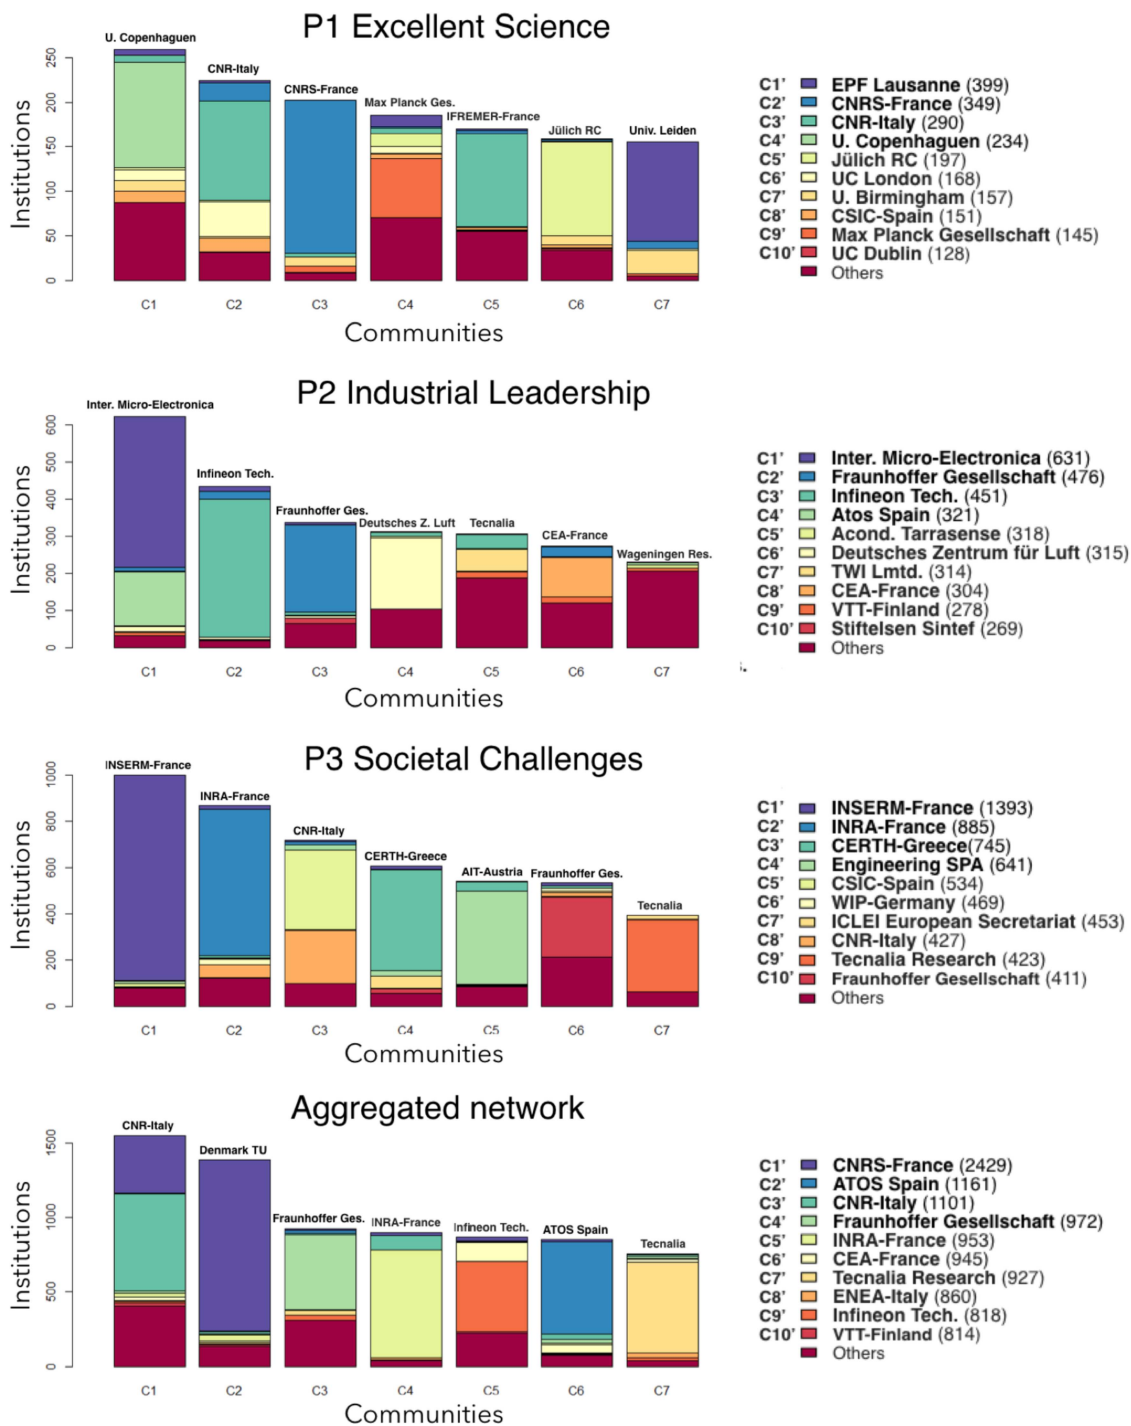 P1 Excellent Science
U. Copenhaguen
CNR-Italy
CNRS-France
Max Planck Ges.
IFREMER-France
Jülich RC
Univ. Leiden
Institutions
250
200
150
100
50
0
C1 C2 C3 C4 C5 C6 C7
Communities
C1' EPF Lausanne (399)
C2' CNRS-France (349)
C3' CNR-Italy (290)
C4' U. Copenhaguen (234)
C5' Jülich RC (197)
C6' UC London (168)
C7' U. Birmingham (157)
C8' CSIC-Spain (151)
C9' Max Planck Gesellschaft (145)
C10' UC Dublin (128)
Others
P2 Industrial Leadership
Inter. Micro-Electronica
Infineon Tech.
Fraunhoffer Ges.
Deutsches Z. Luft
Tecnalia
CEA-France
Wageningen Res.
Institutions
600
500
400
300
200
100
0
C1 C2 C3 C4 C5 C6 C7
Communities
C1' Inter. Micro-Electronica (631)
C2' Fraunhoffer Gesellschaft (476)
C3' Infineon Tech. (451)
C4' Atos Spain (321)
C5' Acond. Tarrasense (318)
C6' Deutsches Zentrum für Luft (315)
C7' TWI Lmtd. (314)
C8' CEA-France (304)
C9' VTT-Finland (278)
C10' Stiftelsen Sintef (269)
Others
P3 Societal Challenges
INSERM-France
INRA-France
CNR-Italy
CERTH-Greece
AIT-Austria
Fraunhoffer Ges.
Tecnalia
Institutions
1000
800
600
400
200
0
C1 C2 C3 C4 C5 C6 C7
Communities
C1' INSERM-France (1393)
C2' INRA-France (885)
C3' CERTH-Greece(745)
C4' Engineering SPA (641)
C5' CSIC-Spain (534)
C6' WIP-Germany (469)
C7' ICLEI European Secretariat (453)
C8' CNR-Italy (427)
C9' Tecnalia Research (423)
C10' Fraunhoffer Gesellschaft (411)
Others
Aggregated network
CNR-Italy
Denmark TU
Fraunhoffer Ges.
INRA-France
Infineon Tech.
ATOS Spain
Tecnalia
Institutions
1500
1000
500
0
C1 C2 C3 C4 C5 C6 C7
Communities
C1' CNRS-France (2429)
C2' ATOS Spain (1161)
C3' CNR-Italy (1101)
C4' Fraunhoffer Gesellschaft (972)
C5' INRA-France (953)
C6' CEA-France (945)
C7' Tecnalia Research (927)
C8' ENEA-Italy (860)
C9' Infineon Tech. (818)
C10' VTT-Finland (814)
Others